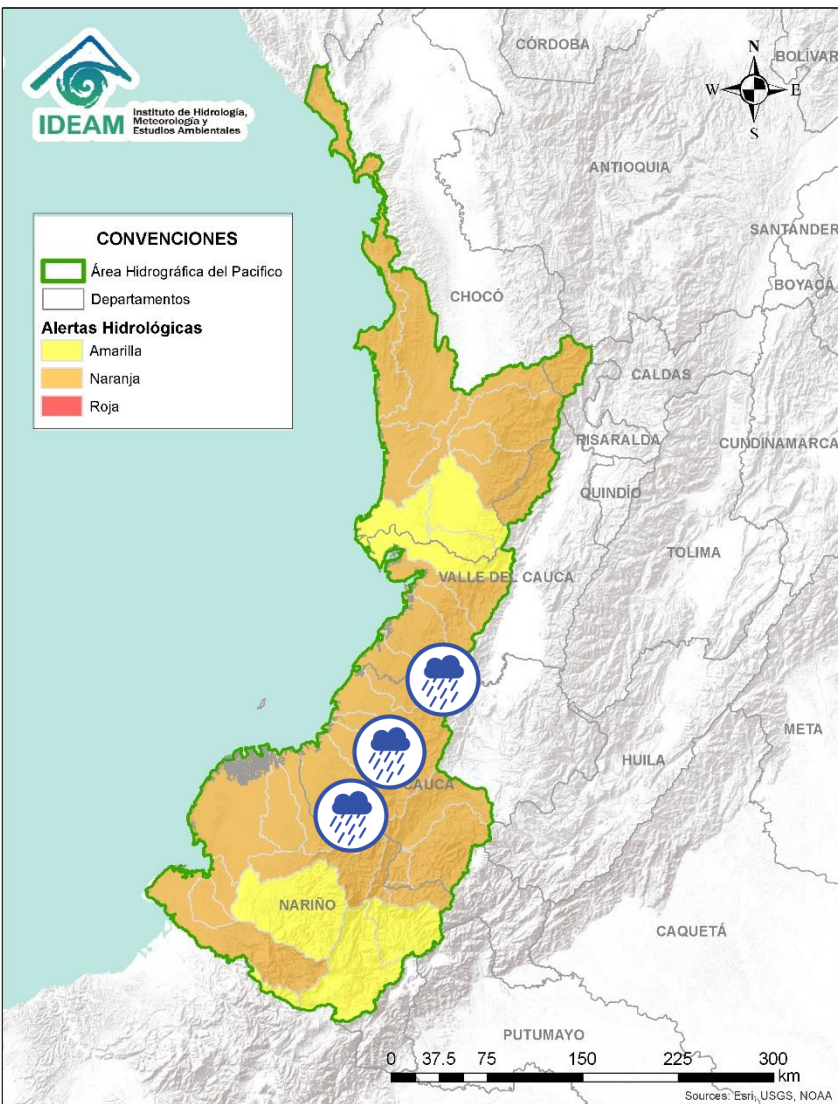 IDEAM
Instituto de Hidrología,
Meteorología y
Estudios Ambientales
CÓRDOBA
BOLÍVAR
N
W
E
S
ANTIOQUIA
SANTANDER
BOYACÁ
CONVENCIONES
Área Hidrográfica del Pacifico
Departamentos
Alertas Hidrológicas
Amarilla
Naranja
Roja
CHOCÓ
CALDAS
RISARALDA
CUNDINAMARCA
QUINDÍO
TOLIMA
VALLE DEL CAUCA
META
HUILA
CAUCA
NARIÑO
CAQUETÁ
PUTUMAYO
0 37.5 75 150 225 300
km
Sources: Esri, USGS, NOAA